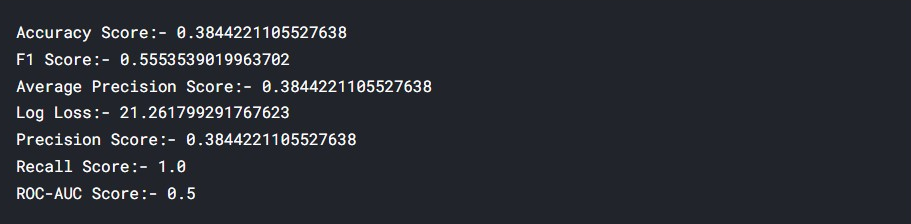 Accuracy Score:- 0.3844221105527638
F1 Score:- 0.5553539019963702
Average Precision Score:- 0.3844221105527638
Log Loss:- 21.261799291767623
Precision Score:- 0.3844221105527638
Recall Score:- 1.0
ROC-AUC Score:- 0.5